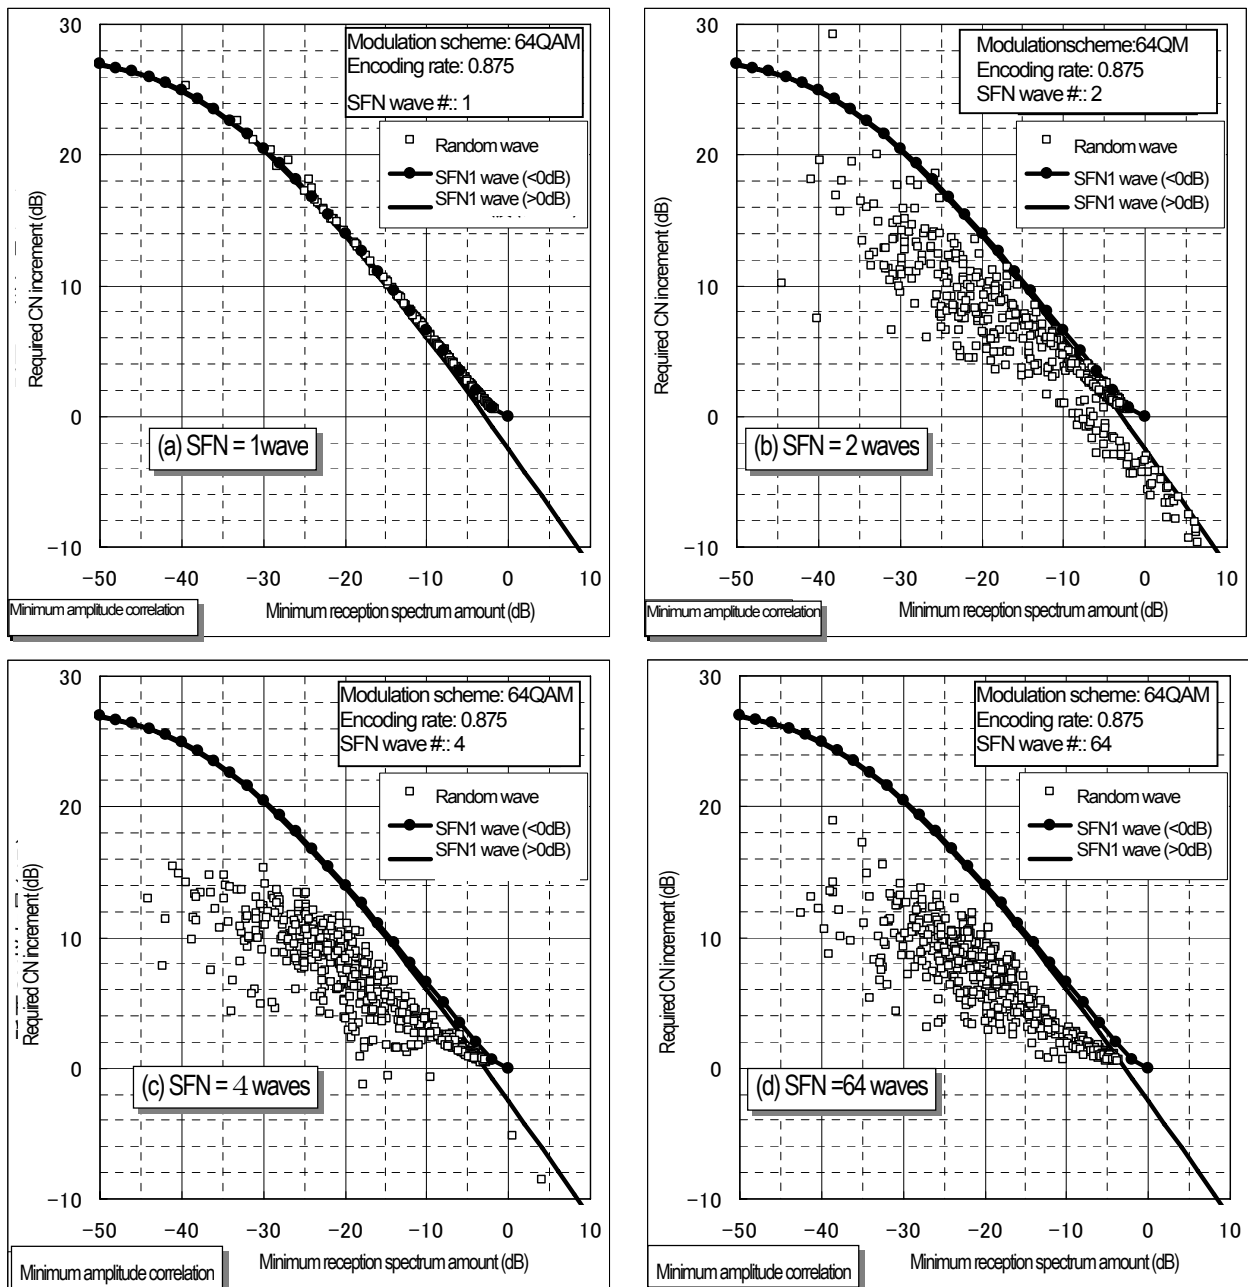 30
20
10
0
−10
−50
−40
−30
−20
−10
0
10
Required CN increment (dB)
Modulation scheme: 64QAM
Encoding rate: 0.875
SFN wave #:: 1
Random wave
SFN1 wave (<0dB)
SFN1 wave (>0dB)
(a) SFN = 1wave
Minimum amplitude correlation
Minimum reception spectrum amount (dB)
30
20
10
0
−10
−50
−40
−30
−20
−10
0
10
Required CN increment (dB)
Modulationscheme:64QM
Encoding rate: 0.875
SFN wave #:: 2
Random wave
SFN1 wave (<0dB)
SFN1 wave (>0dB)
(b) SFN = 2 waves
Minimum amplitude correlation
Minimum reception spectrum amount (dB)
30
20
10
0
−10
−50
−40
−30
−20
−10
0
10
Required CN increment (dB)
Modulation scheme: 64QAM
Encoding rate: 0.875
SFN wave #:: 4
Random wave
SFN1 wave (<0dB)
SFN1 wave (>0dB)
(c) SFN = 4 waves
Minimum amplitude correlation
Minimum reception spectrum amount (dB)
30
20
10
0
−10
−50
−40
−30
−20
−10
0
10
Required CN increment (dB)
Modulation scheme: 64QAM
Encoding rate: 0.875
SFN wave #:: 64
Random wave
SFN1 wave (<0dB)
SFN1 wave (>0dB)
(d) SFN =64 waves
Minimum amplitude correlation
Minimum reception spectrum amount (dB)